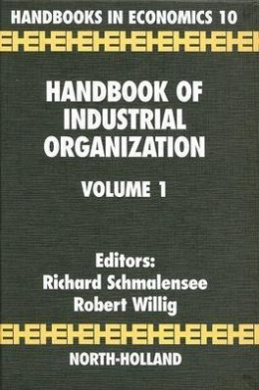 HANDBOOKS IN ECONOMICS 10
HANDBOOK OF
INDUSTRIAL
ORGANIZATION
VOLUME 1
Editors:
Richard Schmalensee
Robert Willig
NORTH-HOLLAND